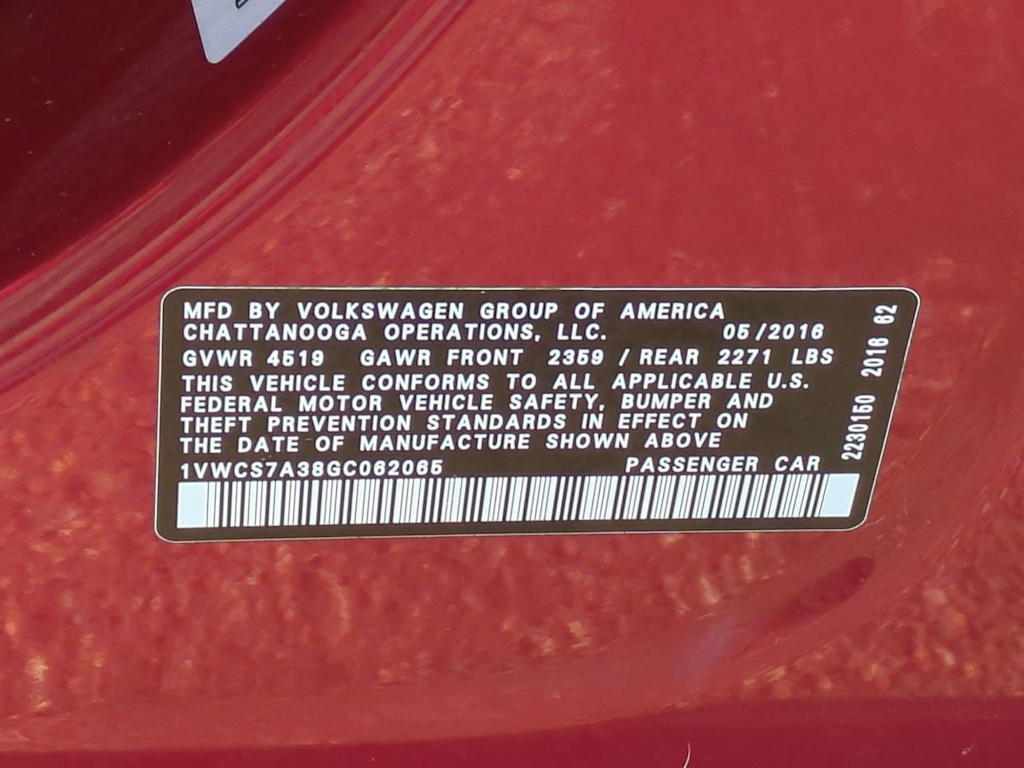 MFD BY VOLKSWAGEN GROUP OF AMERICA
CHATTANOOGA OPERATIONS, LLC. 05/2016
GVWR 4519 GAWR FRONT 2359 / REAR 2271 LBS
THIS VEHICLE CONFORMS TO ALL APPLICABLE U.S.
FEDERAL MOTOR VEHICLE SAFETY, BUMPER AND
THEFT PREVENTION STANDARDS IN EFFECT ON
THE DATE OF MANUFACTURE SHOWN ABOVE
1VWCS7A38GC062065 PASSENGER CAR
2230150 2016 62